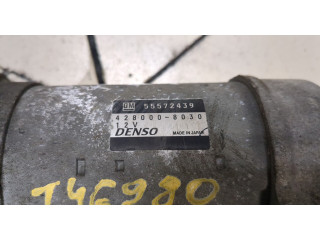 GM 55572439
428000-8030
12V
DENSO MADE IN JAPAN
T46980